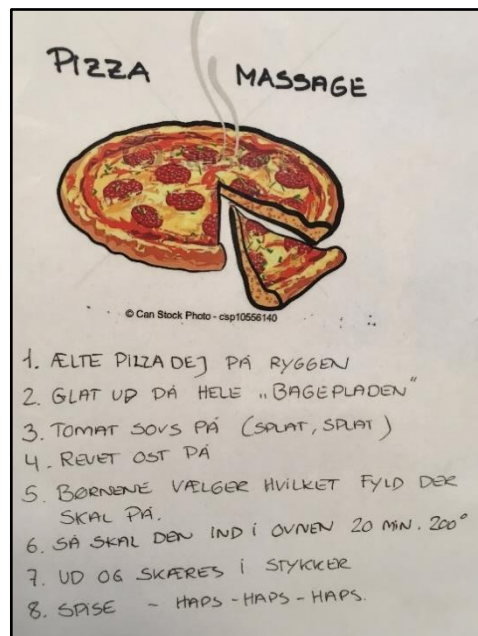 PIZZA MASSAGE
© Can Stock Photo - csp10556140
1. ÆLTE PIZZADEJ PÅ RYGGEN
2. GLAT UD PÅ HELE "BAGEPLADEN"
3. TOMAT SOVS PÅ (SPLAT, SPLAT)
4. REVET OST PÅ
5. BØRNENE VÆLGER HVILKET FYLD DER
SKAL PÅ.
6. SÅ SKAL DEN IND I OVNEN 20 MIN. 200°
7. UD OG SKÆRES I STYKKER
8. SPISE - HAPS - HAPS - HAPS.